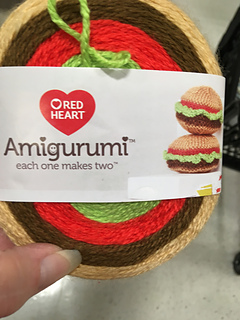 RED
HEART
Amigurumi™
each one makes two™